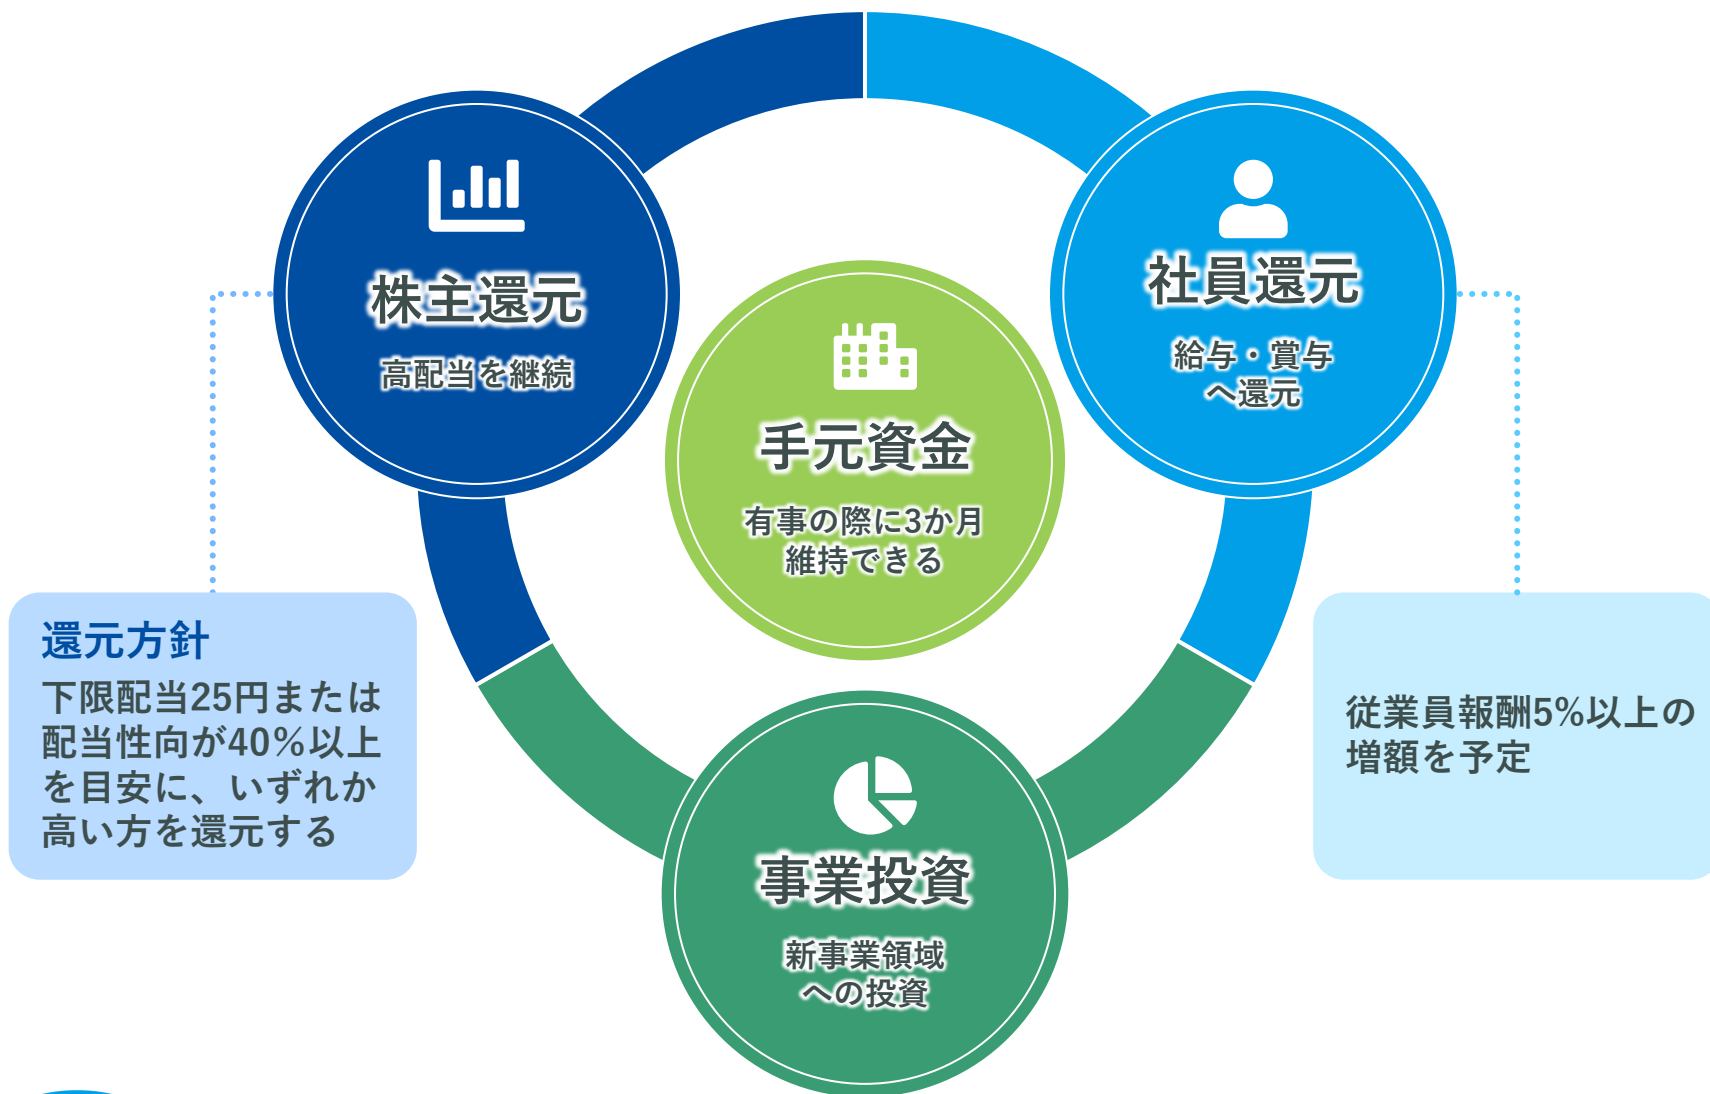 株主還元
高配当を継続
社員還元
給与・賞与
へ還元
手元資金
有事の際に3か月
維持できる
還元方針
下限配当25円または
配当性向が40％以上
を目安に、いずれか
高い方を還元する
従業員報酬5%以上の
増額を予定
事業投資
新事業領域
への投資